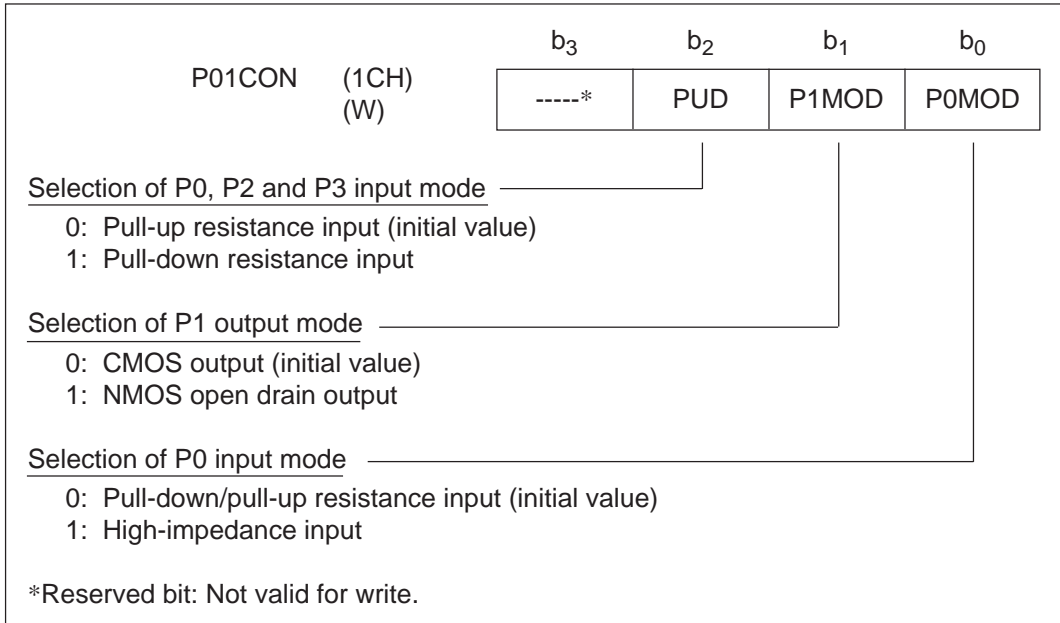 b3 b2 b1 b0
P01CON (1CH)
(W)
-----* PUD P1MOD P0MOD
Selection of P0, P2 and P3 input mode
0: Pull-up resistance input (initial value)
1: Pull-down resistance input
Selection of P1 output mode
0: CMOS output (initial value)
1: NMOS open drain output
Selection of P0 input mode
0: Pull-down/pull-up resistance input (initial value)
1: High-impedance input
*Reserved bit: Not valid for write.